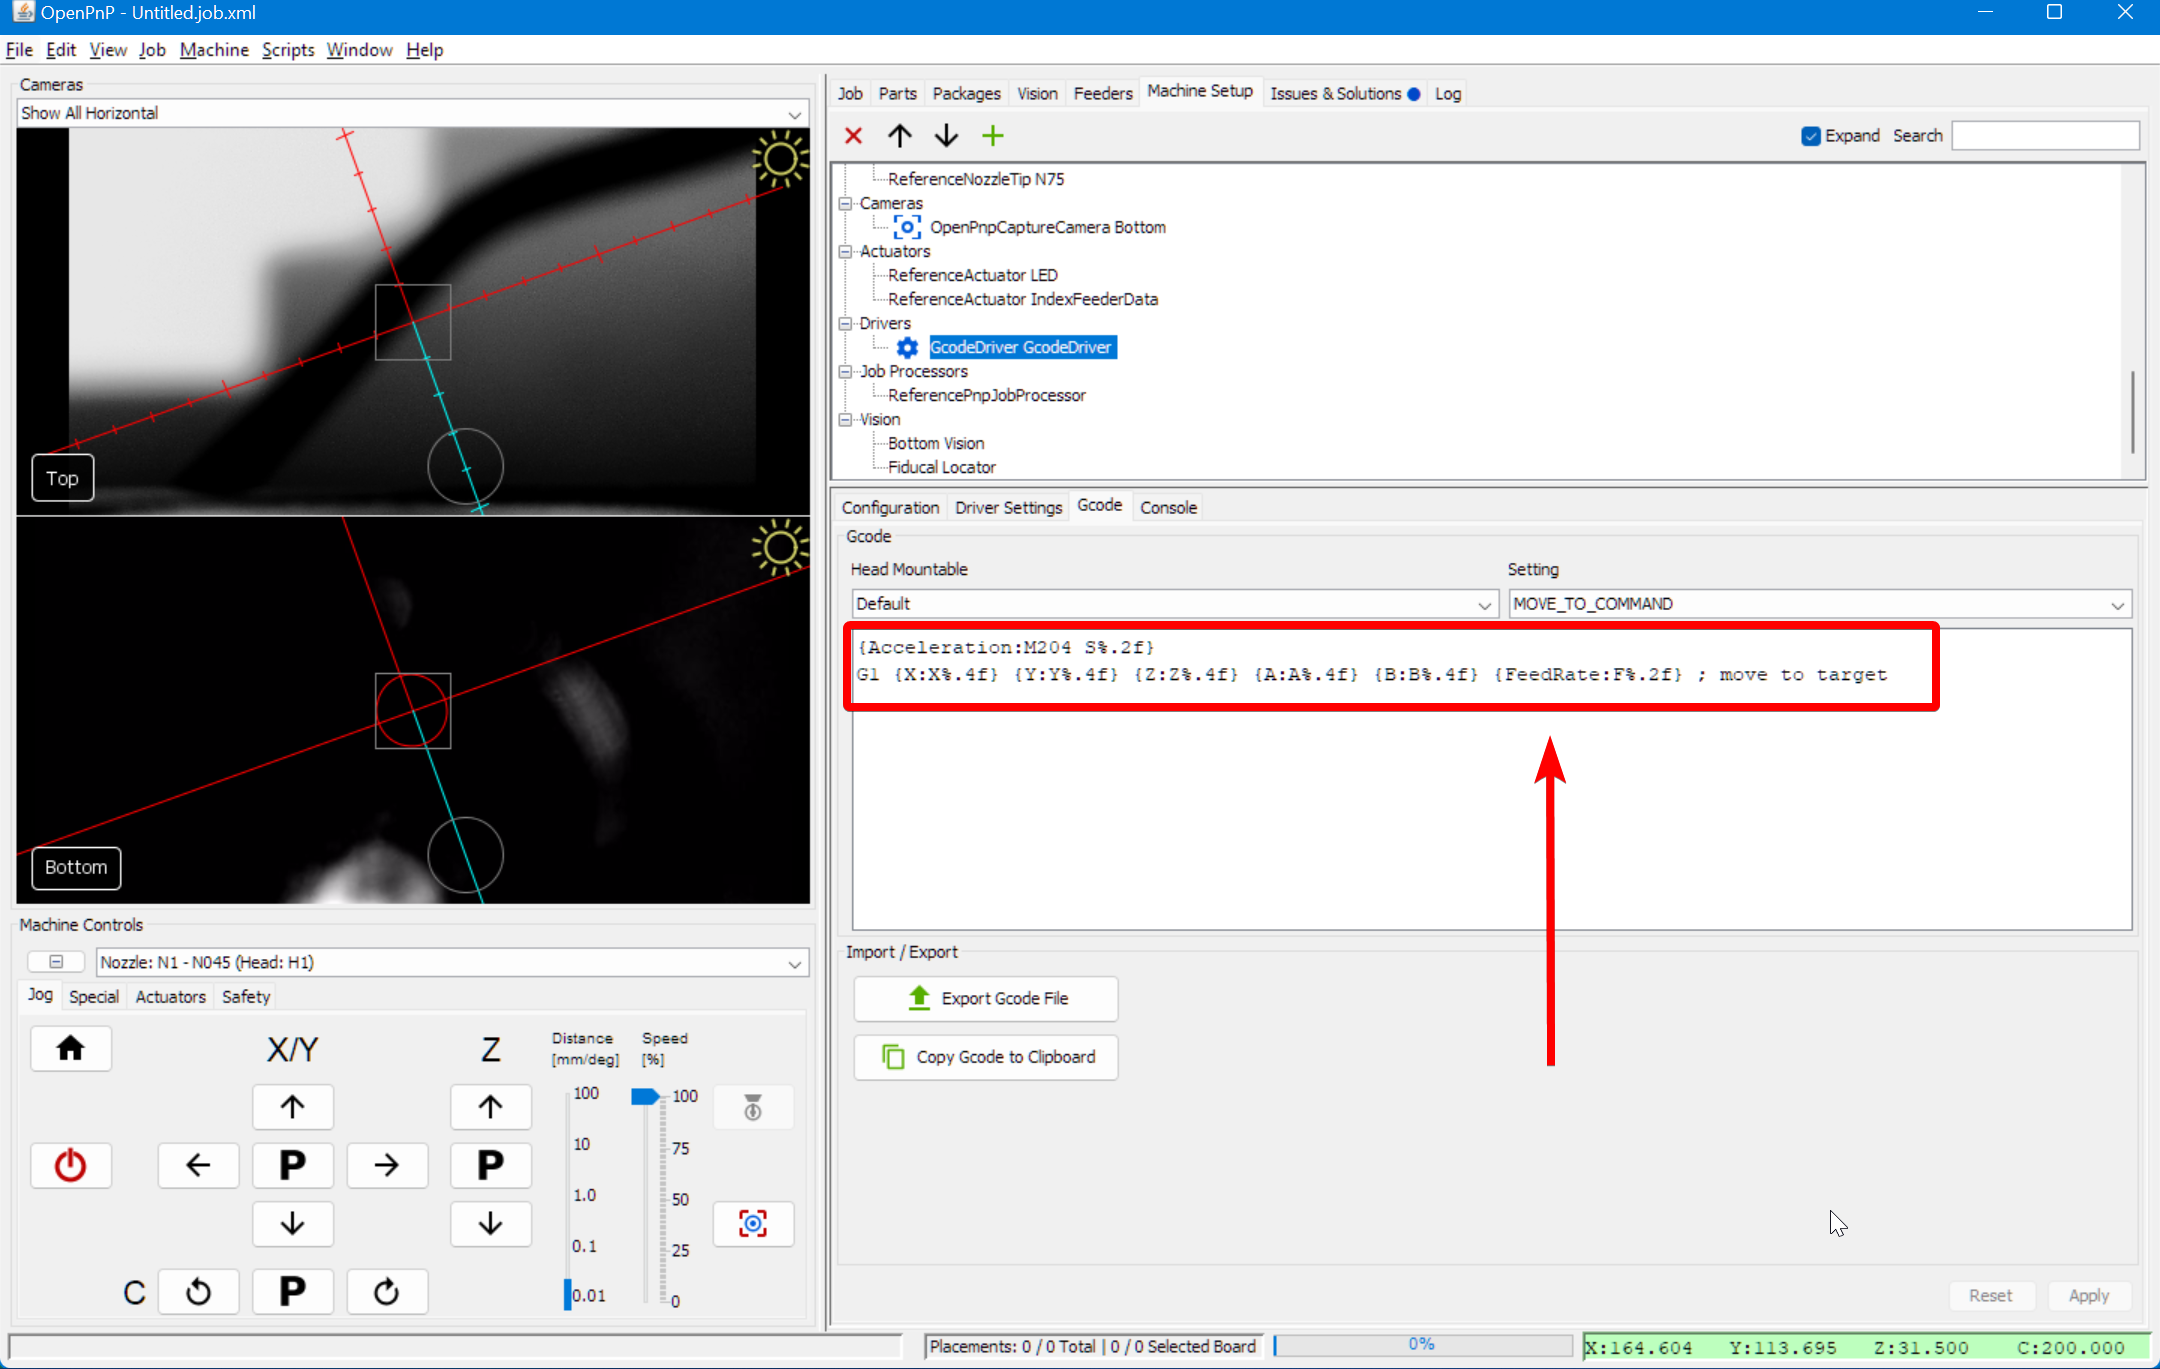 OpenPnP - Untitled.job.xml
File Edit View Job Machine Scripts Window Help
Cameras
Show All Horizontal
Top
Bottom
Machine Controls
Nozzle: N1 - N045 (Head: H1)
Jog Special Actuators Safety
X/Y Z Distance [mm/deg] Speed [%]
100 100
10 75
P P
1.0 50
0.1 25
0.01 0
C P
Job Parts Packages Vision Feeders Machine Setup Issues & Solutions Log
Expand Search
ReferenceNozzleTip N75
Cameras
OpenPnpCaptureCamera Bottom
Actuators
ReferenceActuator LED
ReferenceActuator IndexFeederData
Drivers
GcodeDriver GcodeDriver
Job Processors
ReferencePnpJobProcessor
Vision
Bottom Vision
Fiducal Locator
Configuration Driver Settings Gcode Console
Gcode
Head Mountable Setting
Default MOVE_TO_COMMAND
{Acceleration:M204 S%.2f}
G1 {X:X%.4f} {Y:Y%.4f} {Z:Z%.4f} {A:A%.4f} {B:B%.4f} {FeedRate:F%.2f} ; move to target
Import / Export
Export Gcode File
Copy Gcode to Clipboard
Reset Apply
Placements: 0 / 0 Total | 0 / 0 Selected Board 0% X:164.604 Y:113.695 Z:31.500 C:200.000